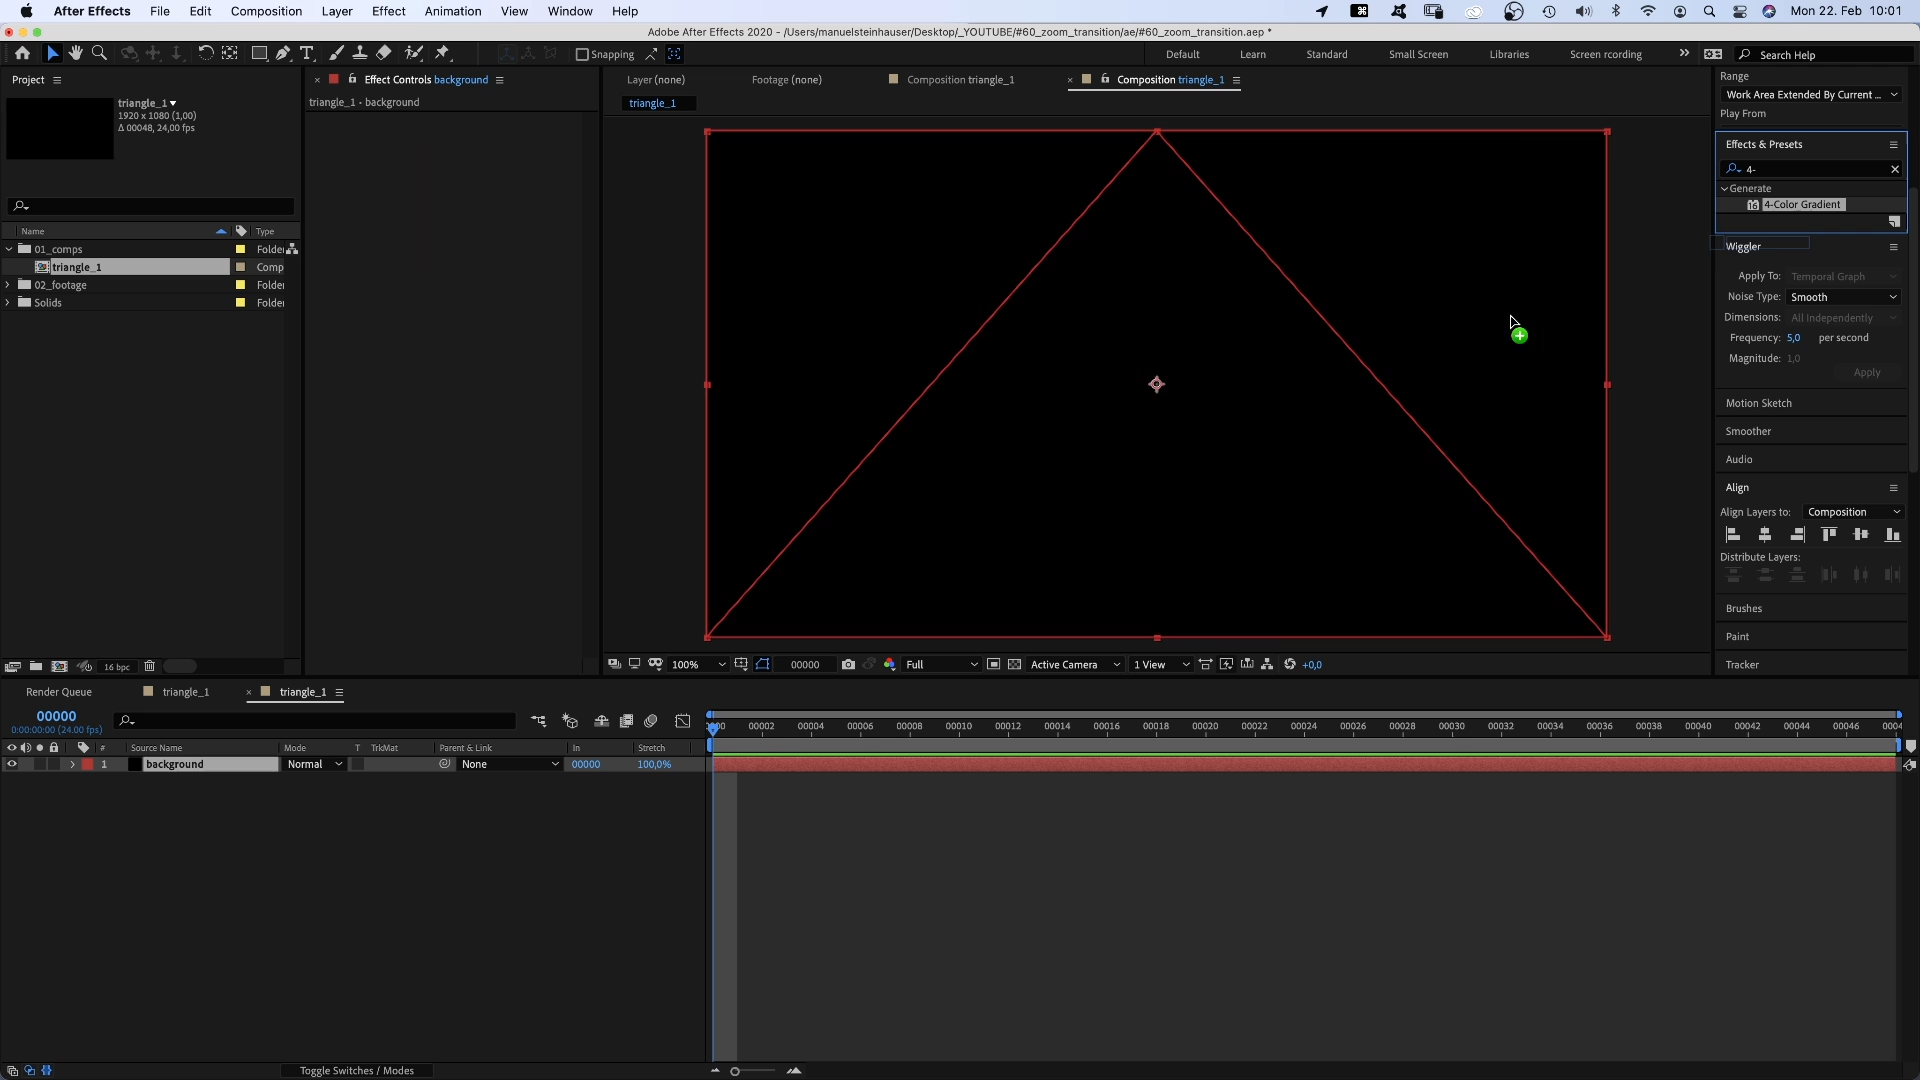 After Effects File Edit Composition Layer Effect Animation View Window Help Mon 22. Feb 10:01
Adobe After Effects 2020 - /Users/manuelsteinhauser/Desktop/_YOUTUBE/#60_zoom_transition/ae/#60_zoom_transition.aep *
Snapping Default Learn Standard Small Screen Libraries Screen rcording Search Help
Project
triangle_1
1920 x 1080 (1,00)
Δ 00048, 24,00 fps
Name Type
01_comps Folder
triangle_1 Comp
02_footage Folder
Solids Folder
16 bpc
Effect Controls background
triangle_1 • background
Layer (none) Footage (none) Composition triangle_1 Composition triangle_1
triangle_1
100% 00000 Full Active Camera 1 View +0,0
Range
Work Area Extended By Current ...
Play From
Effects & Presets
4-
Generate
16 4-Color Gradient
Wiggler
Apply To: Temporal Graph
Noise Type: Smooth
Dimensions: All Independently
Frequency: 5,0 per second
Magnitude: 1,0
Apply
Motion Sketch
Smoother
Audio
Align
Align Layers to: Composition
Distribute Layers:
Brushes
Paint
Tracker
Render Queue triangle_1 triangle_1
00000
0:00:00:00 (24.00 fps)
# Source Name Mode T TrkMat Parent & Link In Stretch
1 background Normal None 00000 100,0%
00002 00004 00006 00008 00010 00012 00014 00016 00018 00020 00022 00024 00026 00028 00030 00032 00034 00036 00038 00040 00042 00044 00046
Toggle Switches / Modes